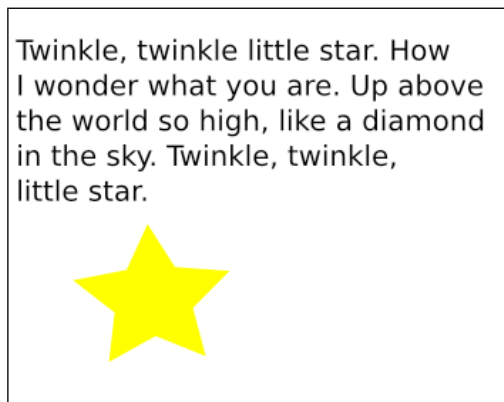 Twinkle, twinkle little star. How
I wonder what you are. Up above
the world so high, like a diamond
in the sky. Twinkle, twinkle,
little star.